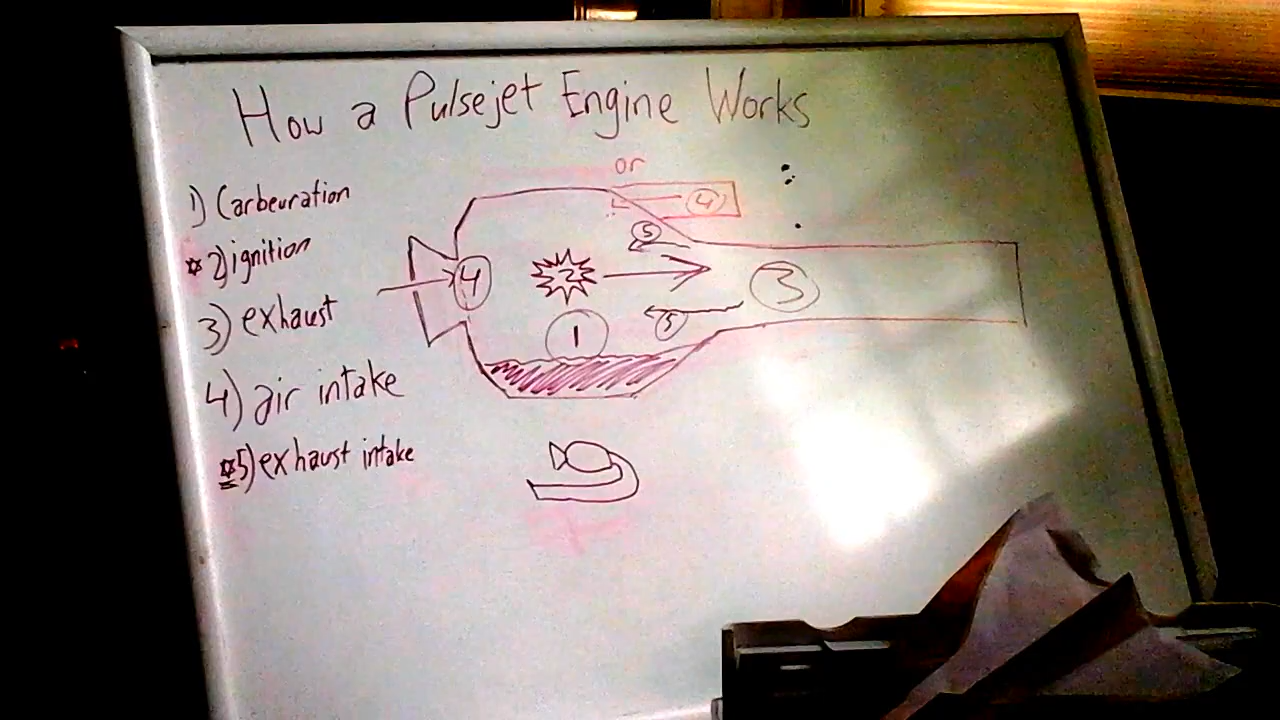 How a Pulsejet Engine Works
or
1) Carbeuration
*2) ignition
3) exhaust
4) air intake
*5) exhaust intake
4
5
4
2
3
5
1